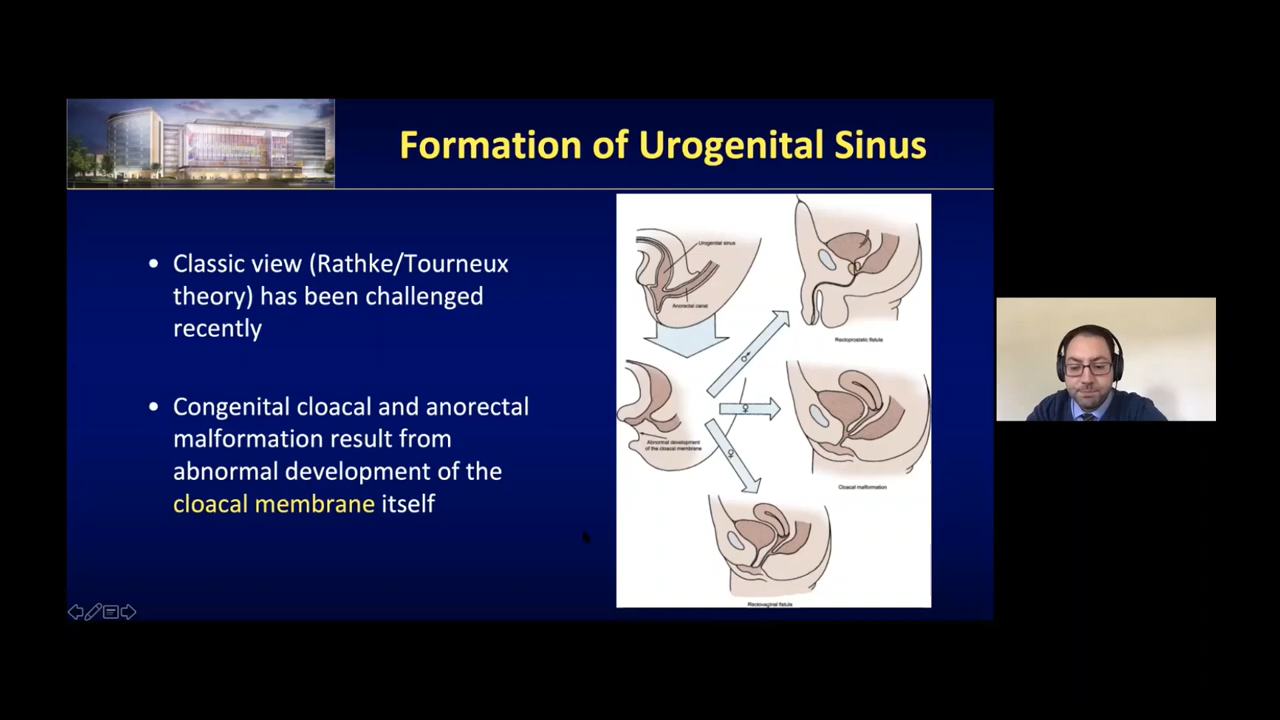 Formation of Urogenital Sinus
• Classic view (Rathke/Tourneux
theory) has been challenged
recently
• Congenital cloacal and anorectal
malformation result from
abnormal development of the
cloacal membrane itself
Urogenital sinus
Anorectal canal
Rectoprostatic fistula
Abnormal development
of the cloacal membrane
Cloacal malformation
Rectovaginal fistula